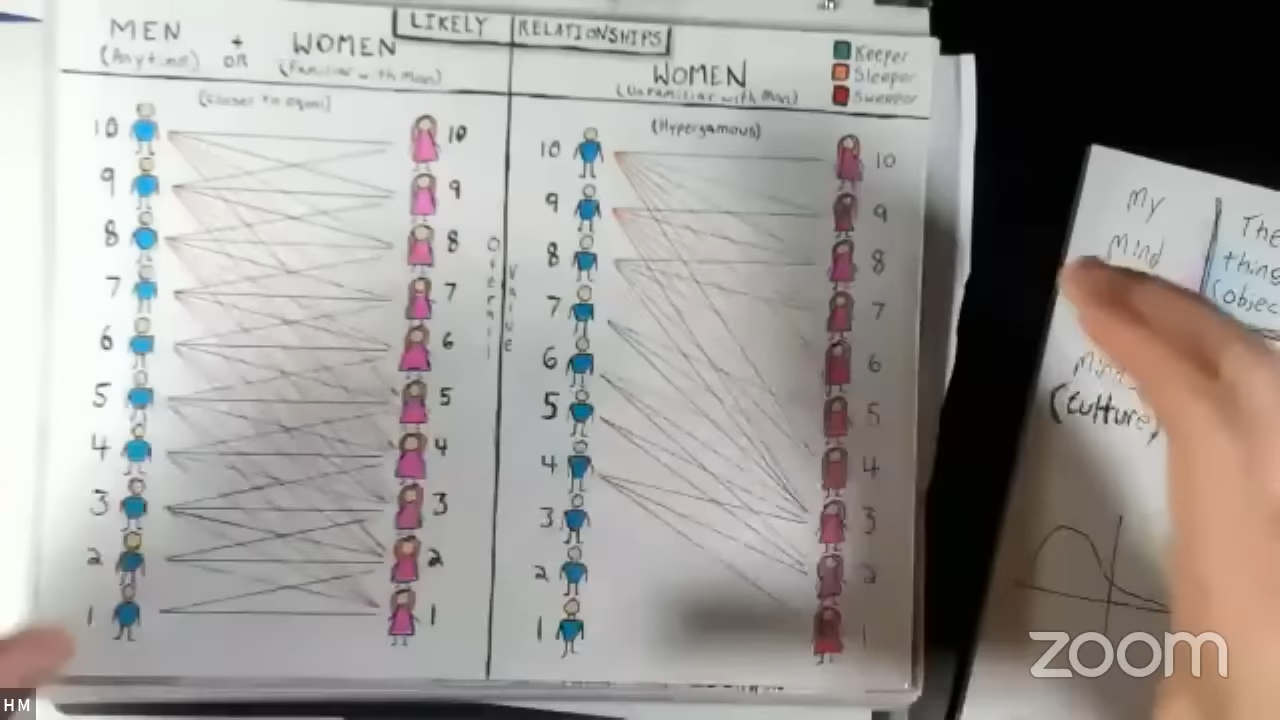 LIKELY RELATIONSHIPS
MEN + WOMEN
(Anytime) or (Familiar with Man)
(Closer to equal)
10 10
9 9
8 8
7 7
6 6
5 5
4 4
3 3
2 2
1 1
Overall
Value
WOMEN
(Unfamiliar with Man)
(Hypergamous)
Keeper
Sleeper
Sweeper
10 10
9 9
8 8
7 7
6 6
5 5
4 4
3 3
2 2
1 1
My
Mind
The
thing
(objec
(culture)
HM
zoom